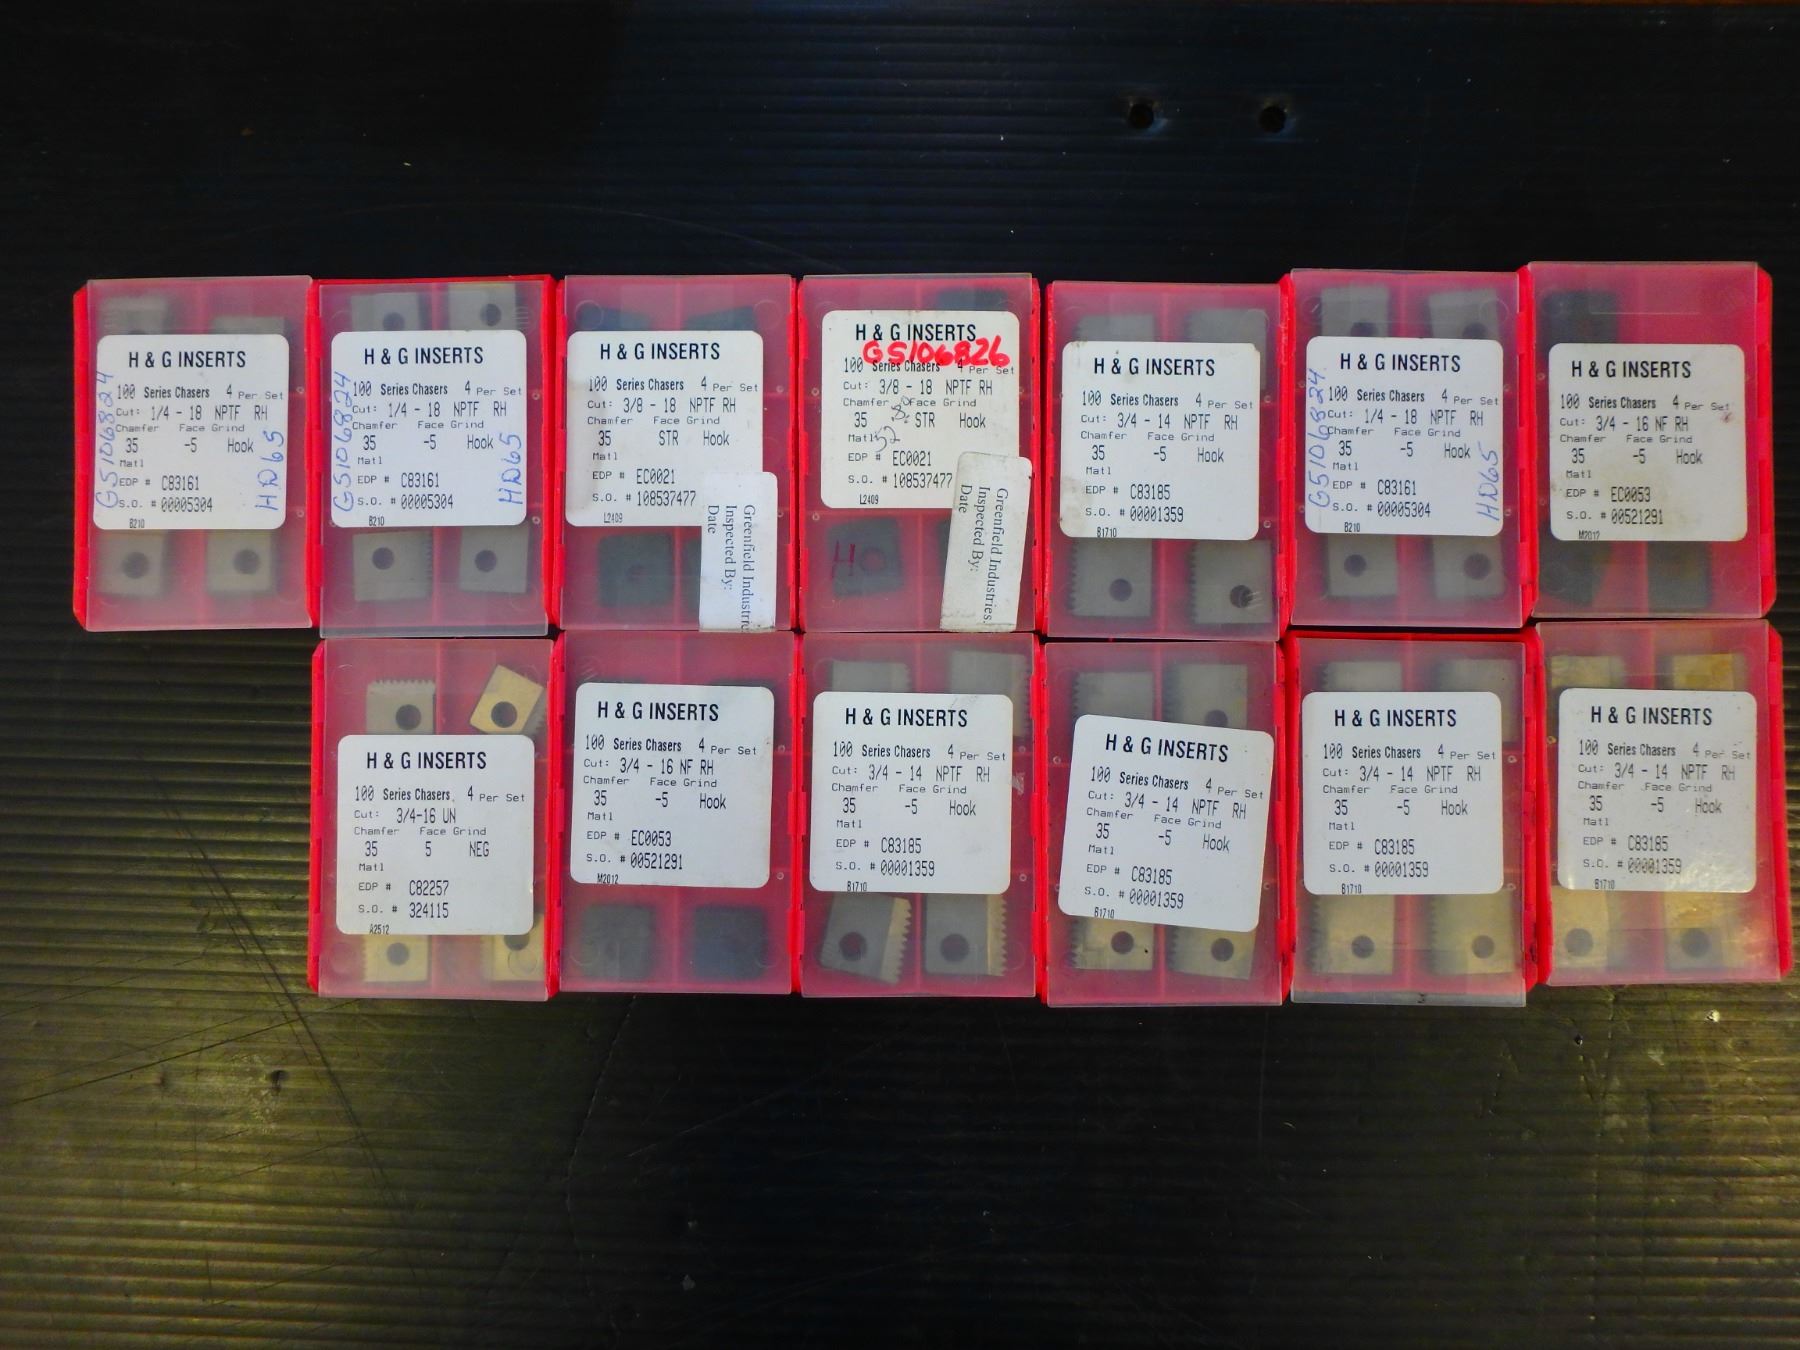 H & G INSERTS
100 Series Chasers 4 Per Set
Cut: 1/4 - 18 NPTF RH
Chamfer Face Grind
35 -5 Hook
Matl
EDP # C83161
S.O. # 00005304
B210
G5106824
HD65
H & G INSERTS
100 Series Chasers 4 Per Set
Cut: 1/4 - 18 NPTF RH
Chamfer Face Grind
35 -5 Hook
Matl
EDP # C83161
S.O. # 00005304
B210
G5106824
HD65
H & G INSERTS
100 Series Chasers 4 Per Set
Cut: 3/8 - 18 NPTF RH
Chamfer Face Grind
35 STR Hook
Matl
EDP # EC0021
S.O. # 108537477
L2409
Greenfield Industries
Inspected By:
Date
H & G INSERTS
G5106826
100 Series Chasers 4 Per Set
Cut: 3/8 - 18 NPTF RH
Chamfer Face Grind
35 STR Hook
Matl
EDP # EC0021
S.O. # 108537477
L2409
H
Greenfield Industries.
Inspected By:
Date
H & G INSERTS
100 Series Chasers 4 Per Set
Cut: 3/4 - 14 NPTF RH
Chamfer Face Grind
35 -5 Hook
Matl
EDP # C83185
S.O. # 00001359
B1710
H & G INSERTS
100 Series Chasers 4 Per Set
Cut: 1/4 - 18 NPTF RH
Chamfer Face Grind
35 -5 Hook
Matl
EDP # C83161
S.O. # 00005304
B210
G5106824
HD65
H & G INSERTS
100 Series Chasers 4 Per Set
Cut: 3/4 - 16 NF RH
Chamfer Face Grind
35 -5 Hook
Matl
EDP # EC0053
S.O. # 00521291
M2012
H & G INSERTS
100 Series Chasers 4 Per Set
Cut: 3/4-16 UN
Chamfer Face Grind
35 5 NEG
Matl
EDP # C82257
S.O. # 324115
A2512
H & G INSERTS
100 Series Chasers 4 Per Set
Cut: 3/4 - 16 NF RH
Chamfer Face Grind
35 -5 Hook
Matl
EDP # EC0053
S.O. # 00521291
M2012
H & G INSERTS
100 Series Chasers 4 Per Set
Cut: 3/4 - 14 NPTF RH
Chamfer Face Grind
35 -5 Hook
Matl
EDP # C83185
S.O. # 00001359
B1710
H & G INSERTS
100 Series Chasers 4 Per Set
Cut: 3/4 - 14 NPTF RH
Chamfer Face Grind
35 -5 Hook
Matl
EDP # C83185
S.O. # 00001359
B1710
H & G INSERTS
100 Series Chasers 4 Per Set
Cut: 3/4 - 14 NPTF RH
Chamfer Face Grind
35 -5 Hook
Matl
EDP # C83185
S.O. # 00001359
B1710
H & G INSERTS
100 Series Chasers 4 Per Set
Cut: 3/4 - 14 NPTF RH
Chamfer Face Grind
35 -5 Hook
Matl
EDP # C83185
S.O. # 00001359
B1710